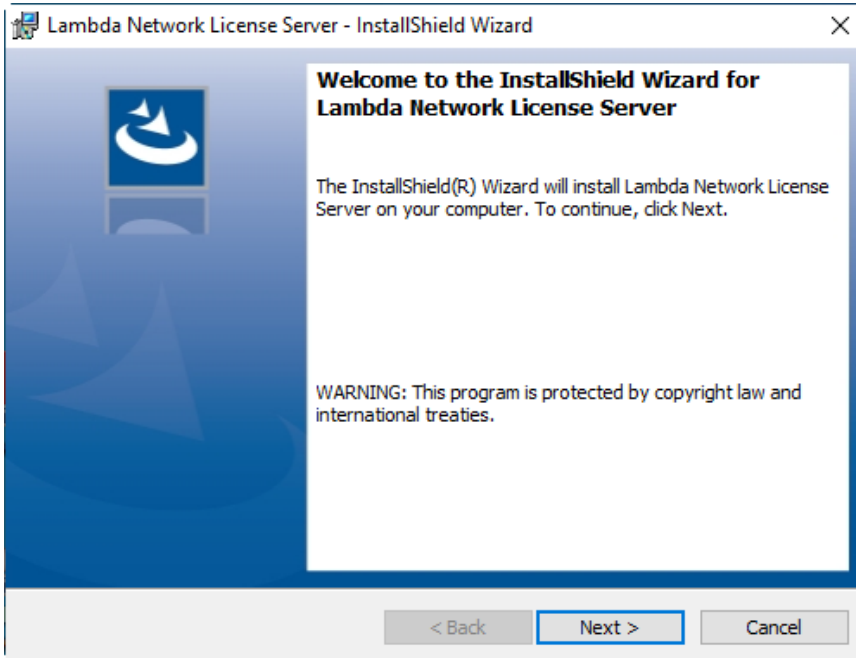 Lambda Network License Server - InstallShield Wizard
Welcome to the InstallShield Wizard for
Lambda Network License Server
The InstallShield(R) Wizard will install Lambda Network License
Server on your computer. To continue, click Next.
WARNING: This program is protected by copyright law and
international treaties.
< Back
Next >
Cancel